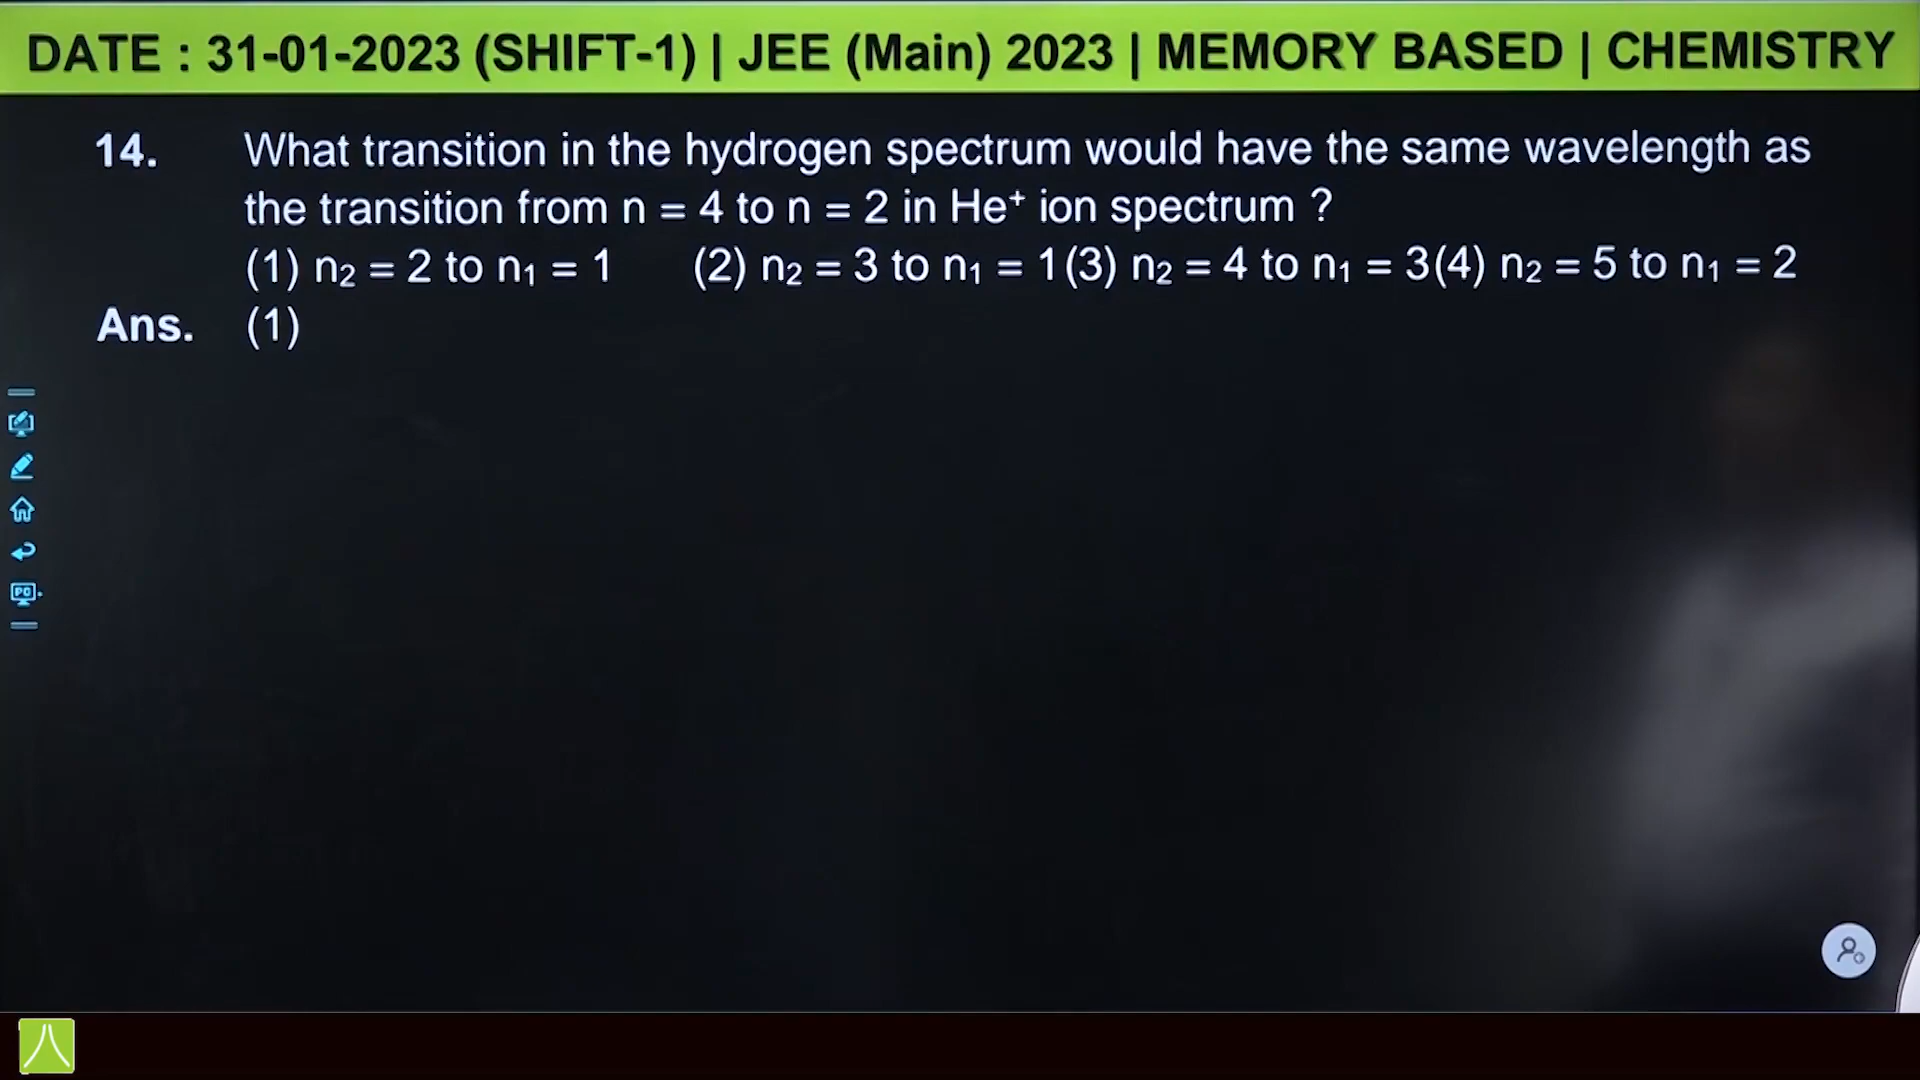 DATE : 31-01-2023 (SHIFT-1) | JEE (Main) 2023 | MEMORY BASED | CHEMISTRY
14. What transition in the hydrogen spectrum would have the same wavelength as
the transition from n = 4 to n = 2 in He⁺ ion spectrum ?
(1) n₂ = 2 to n₁ = 1 (2) n₂ = 3 to n₁ = 1(3) n₂ = 4 to n₁ = 3(4) n₂ = 5 to n₁ = 2
Ans. (1)
PC